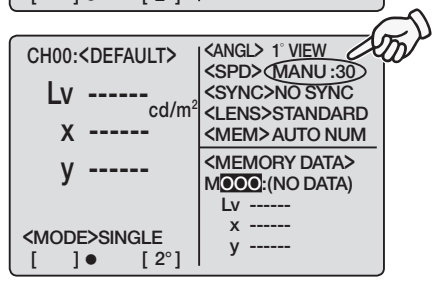 CH00:<DEFAULT>
Lv ------
cd/m²
x ------
y ------
<MODE>SINGLE
[ ] ● [ 2°]
<ANGL> 1° VIEW
<SPD> MANU :30
<SYNC>NO SYNC
<LENS>STANDARD
<MEM> AUTO NUM
<MEMORY DATA>
M000:(NO DATA)
Lv ------
x ------
y ------